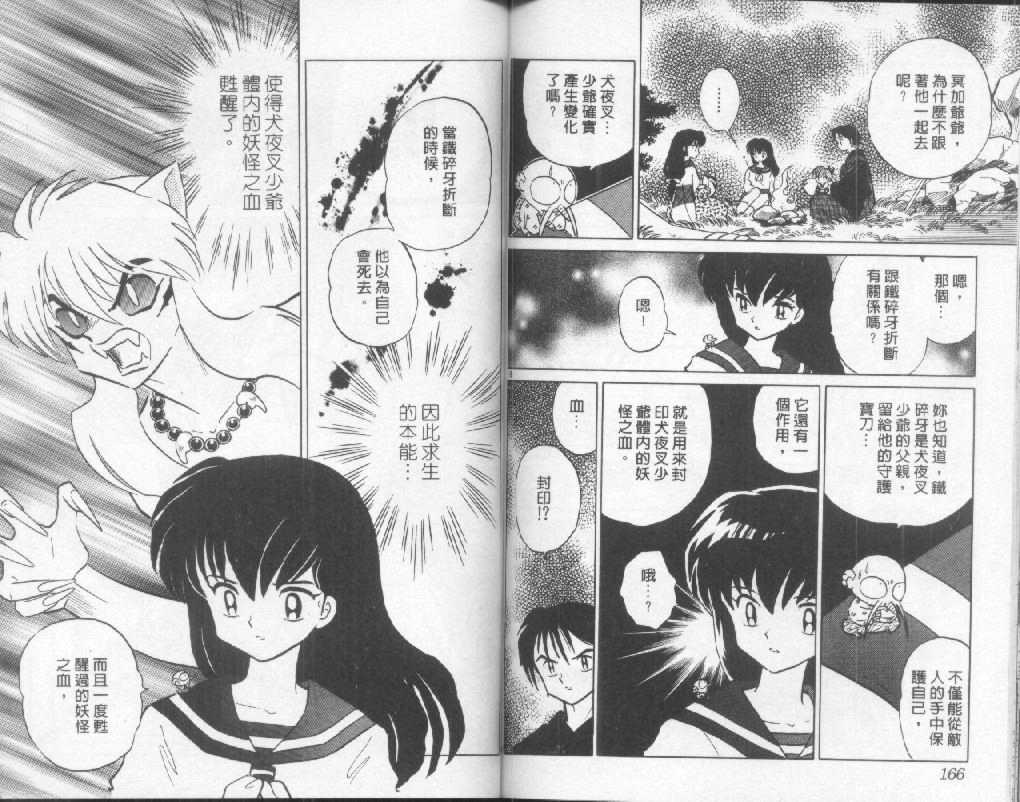 冥加爺爺，
為什麼不跟
著他一起去
呢？
……
犬夜叉…
少爺確實
產生變化
了嗎？
嗯，
那個…
跟鐵碎牙折斷
有關係嗎？
嗯！
妳也知道，鐵
碎牙是犬夜叉
少爺的父親，
留給他的守護
寶刀…
不僅能從敵
人的手中保
護自己，
它還有一
個作用，
就是用來封
印犬夜叉少
爺體內的妖
怪之血。
哦
…？
血…
封印!?
166
當鐵碎牙折斷
的時候，
他以為自己
會死去。
因此求生
的本能…
使得犬夜叉少爺
體內的妖怪之血
甦醒了。
而且一度甦
醒過的妖怪
之血，